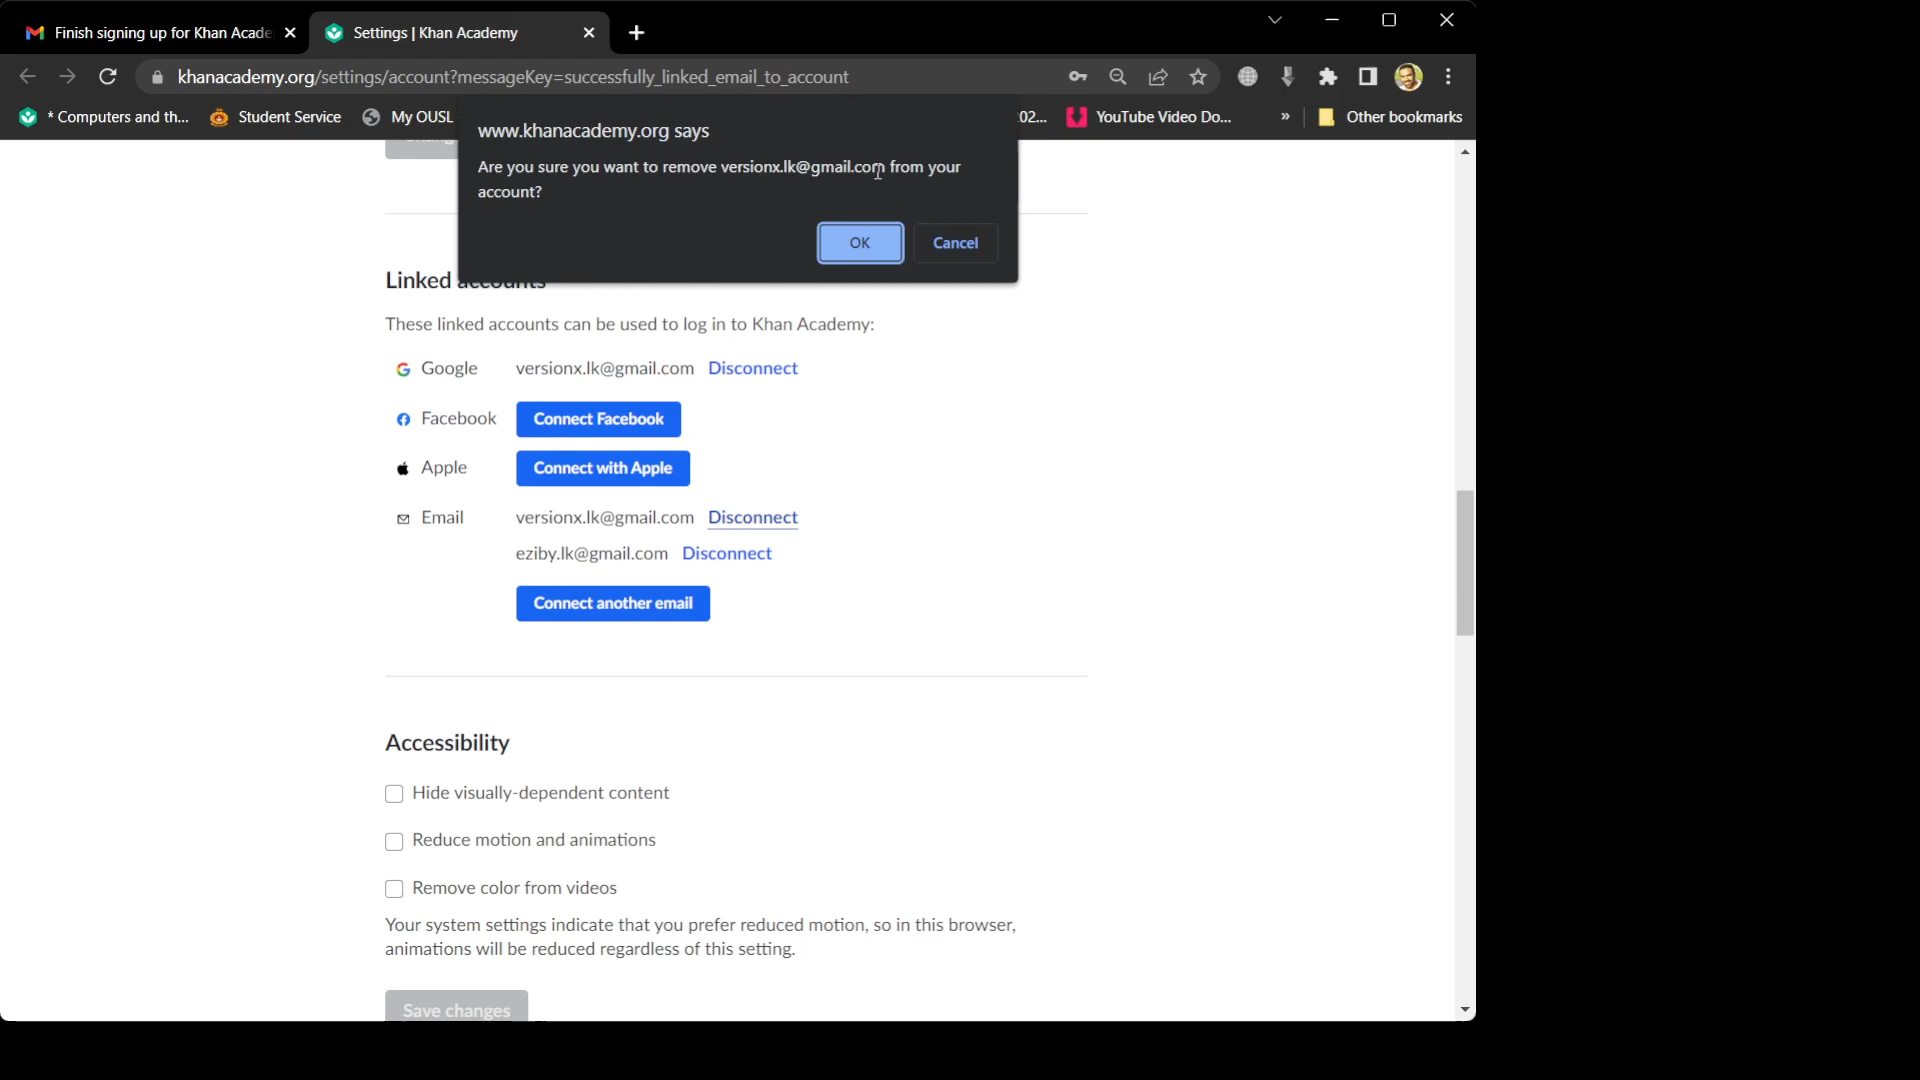 Finish signing up for Khan Acade
Settings | Khan Academy
khanacademy.org/settings/account?messageKey=successfully_linked_email_to_account
* Computers and th...
Student Service
My OUSL
02...
YouTube Video Do...
»
Other bookmarks
www.khanacademy.org says
Are you sure you want to remove versionx.lk@gmail.com from your
account?
OK
Cancel
Linked accounts
These linked accounts can be used to log in to Khan Academy:
Google versionx.lk@gmail.com Disconnect
Facebook Connect Facebook
Apple Connect with Apple
Email versionx.lk@gmail.com Disconnect
eziby.lk@gmail.com Disconnect
Connect another email
Accessibility
Hide visually-dependent content
Reduce motion and animations
Remove color from videos
Your system settings indicate that you prefer reduced motion, so in this browser,
animations will be reduced regardless of this setting.
Save changes